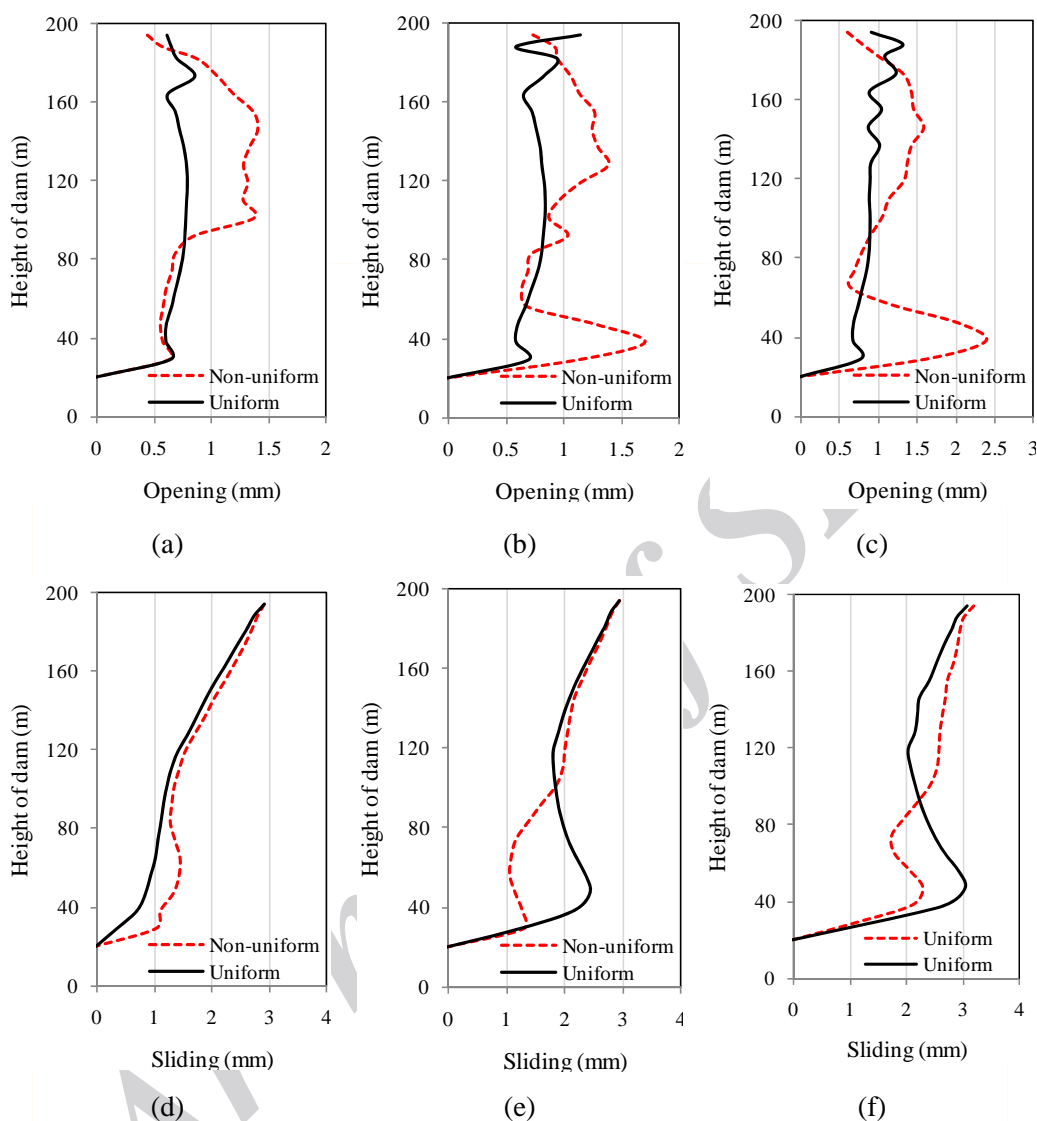 Height of dam (m)
200
160
120
80
40
0
Non-uniform
Uniform
0 0.5 1 1.5 2
Opening (mm)
(a)
Height of dam (m)
200
160
120
80
40
0
Non-uniform
Uniform
0 0.5 1 1.5 2
Opening (mm)
(b)
Height of dam (m)
200
160
120
80
40
0
Non-uniform
Uniform
0 0.5 1 1.5 2 2.5 3
Opening (mm)
(c)
Height of dam (m)
200
160
120
80
40
0
Non-uniform
Uniform
0 1 2 3 4
Sliding (mm)
(d)
Height of dam (m)
200
160
120
80
40
0
Non-uniform
Uniform
0 1 2 3 4
Sliding (mm)
(e)
Height of dam (m)
200
160
120
80
40
0
Uniform
Uniform
0 1 2 3 4
Sliding (mm)
(f)